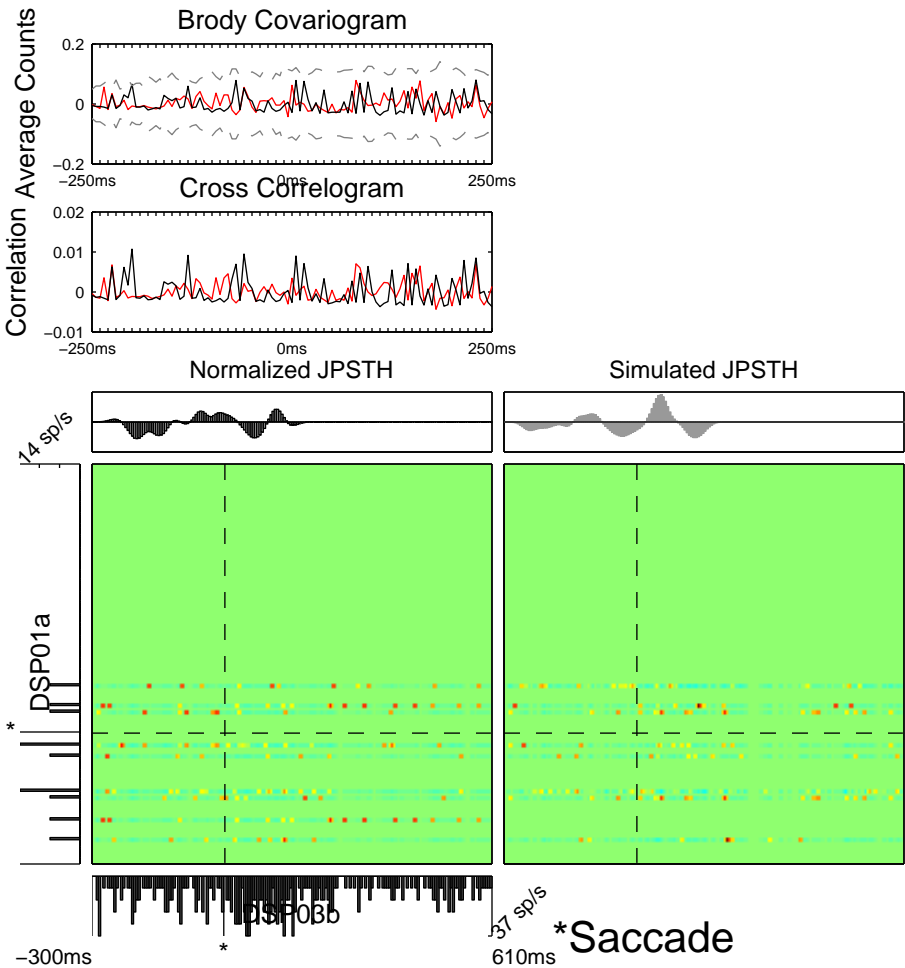 Brody Covariogram
Average Counts
0.2
0
−0.2
−250ms
0ms
250ms
Cross Correlogram
Correlation
0.02
0.01
0
−0.01
−250ms
0ms
250ms
Normalized JPSTH
Simulated JPSTH
14 sp/s
DSP01a
*
DSP03b
37 sp/s
*
*Saccade
−300ms
610ms